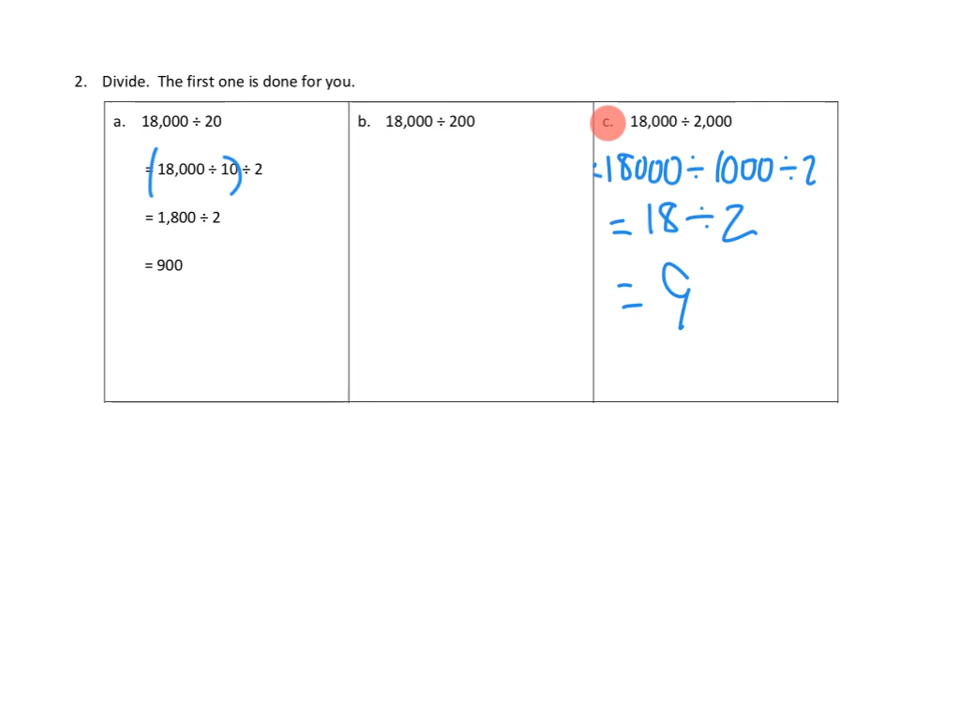 2. Divide. The first one is done for you.
a. 18,000 ÷ 20
= 18,000 ÷ 10 ÷ 2
( )
= 1,800 ÷ 2
= 900
b. 18,000 ÷ 200
c. 18,000 ÷ 2,000
=18000÷1000÷2
= 18÷2
= 9